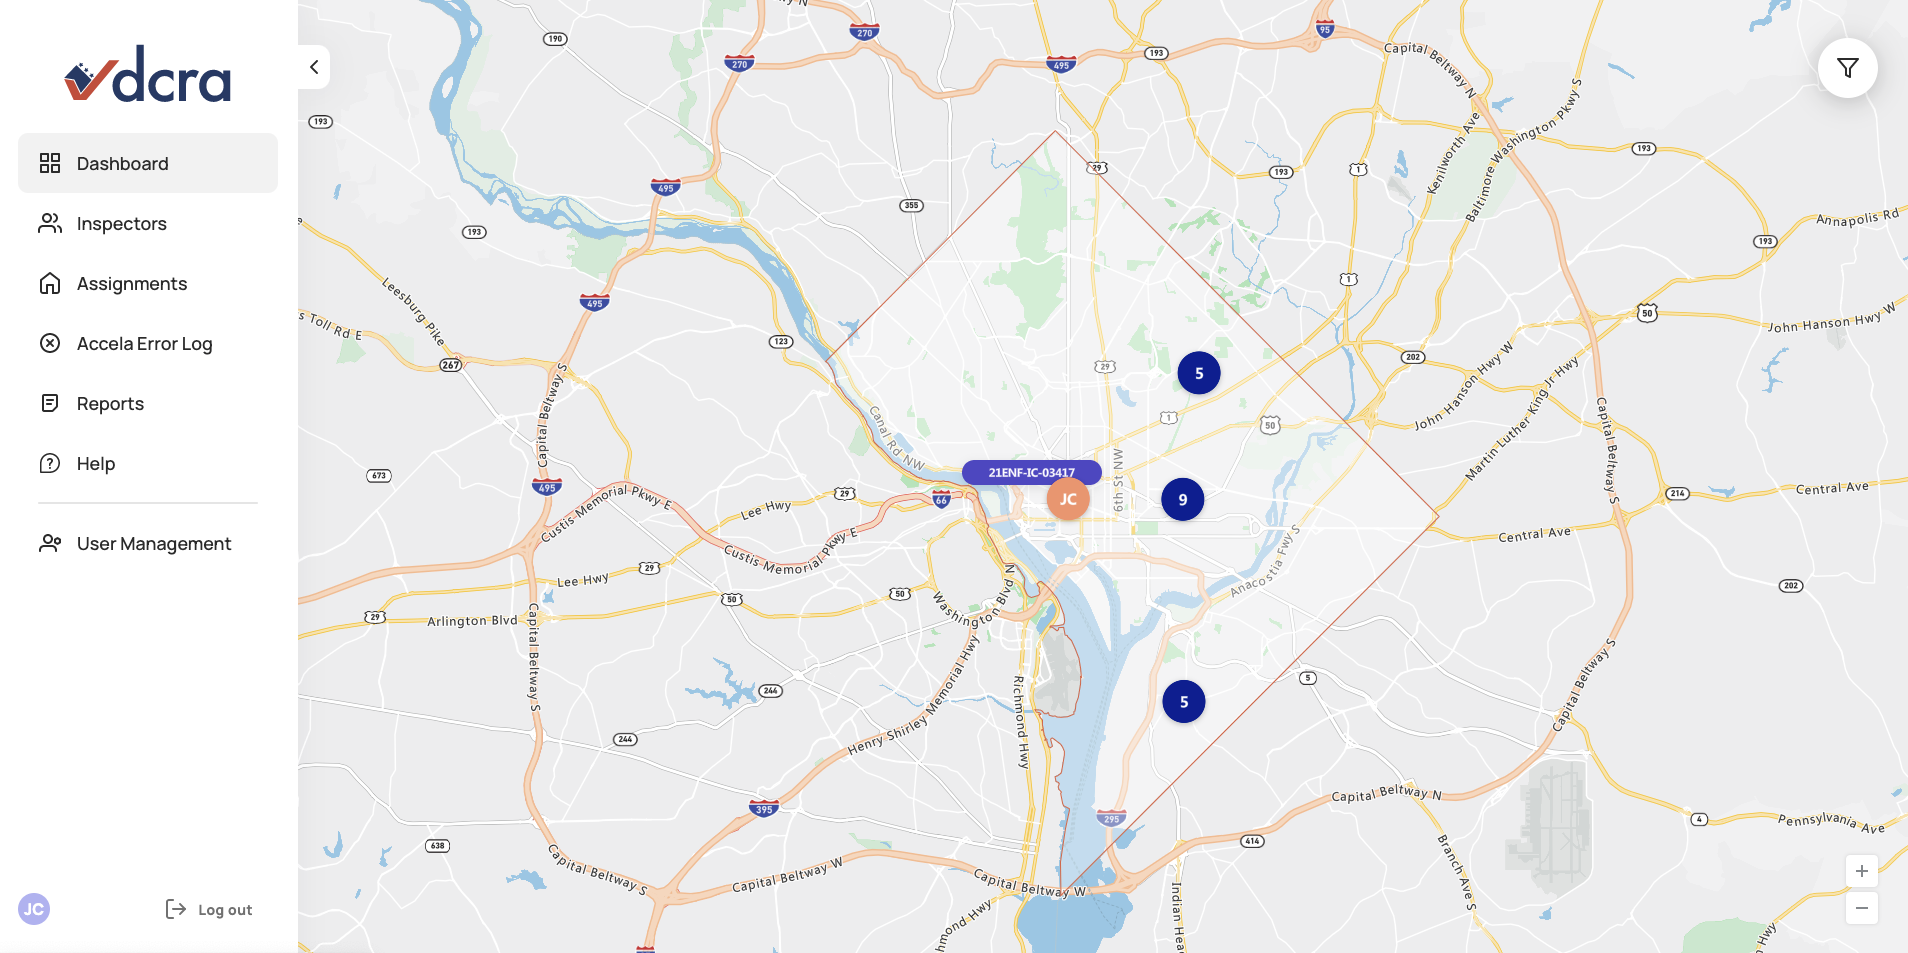 dcra
Dashboard
Inspectors
Assignments
Accela Error Log
Reports
Help
User Management
JC
Log out
190
270
270
495
193
95
Capital Beltway N
193
193
29
193
1
Kenilworth Ave
Baltimore Washington Pkwy S
193
495
355
193
Annapolis Rd
193
Leesburg Pike
495
1
s Toll Rd E
267
123
50
John Hanson Hwy W
202
John Hanson Hwy W
29
5
Capital Beltway S
Canal Rd NW
1
50
Martin Luther King Jr Hwy
Capital Beltway S
673
495
Custis Memorial Pkwy E
29
Lee Hwy
66
21ENF-IC-03417
JC
6th St NW
9
214
Central Ave
Central Ave
Custis Memorial Pkwy E
Anacostia Fwy S
Lee Hwy
29
50
50
202
29
Arlington Blvd
Washington Blvd N
Capital Beltway S
244
Richmond Hwy
Henry Shirley Memorial Hwy
5
5
Capital Beltway S
244
395
295
Capital Beltway N
4
Pennsylvania Ave
638
414
Branch Ave S
Capital Beltway S
Capital Beltway W
Capital Beltway W
hmond Hwy
Indian Head
Hwy